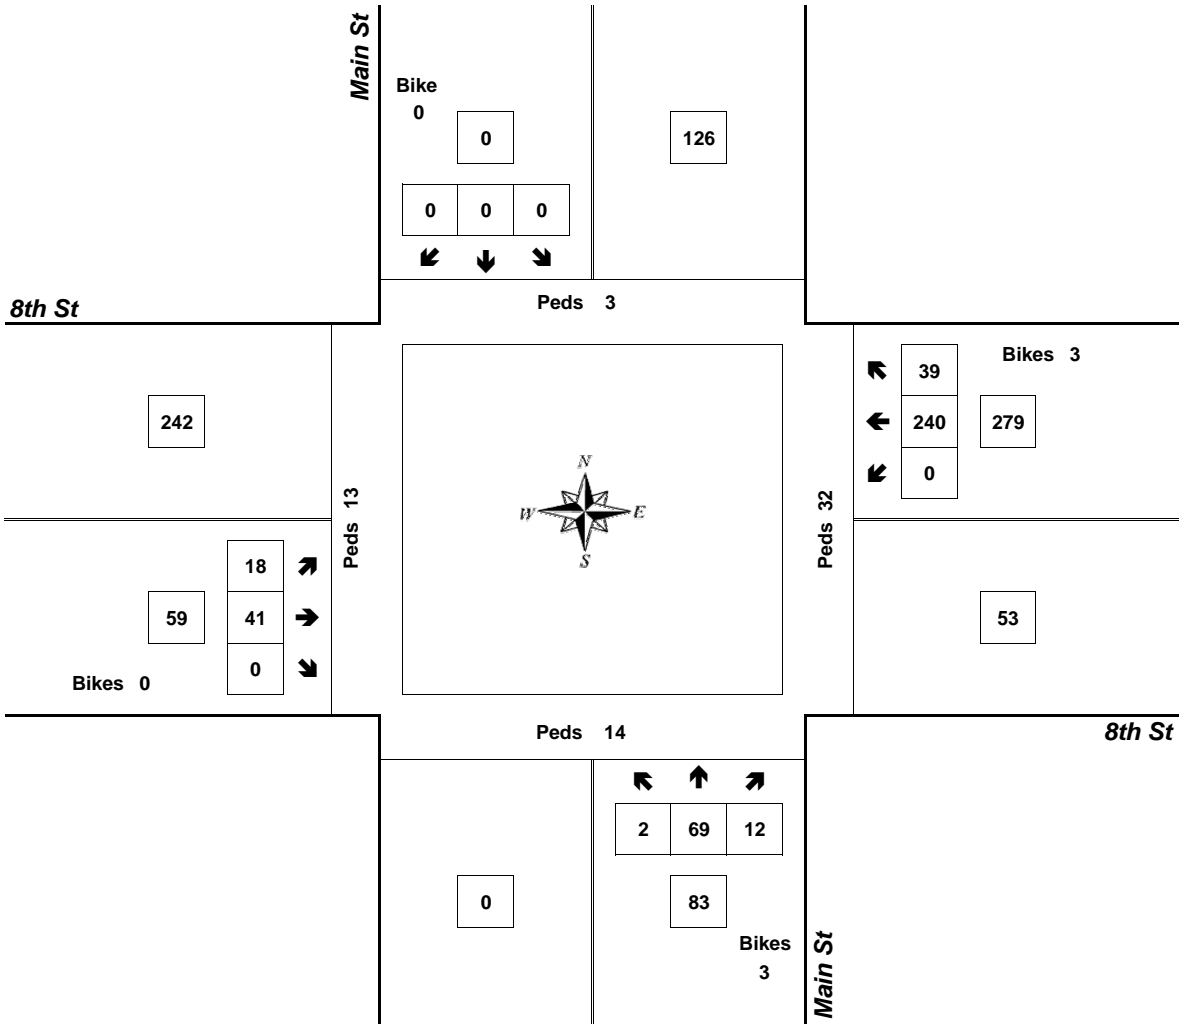 Main St
Bike
0
0
126
0 0 0
8th St
Peds 3
39
Bikes 3
242
240 279
0
N
W E
S
Peds 13
Peds 32
18
59 41
53
0
Bikes 0
Peds 14
8th St
2 69 12
0
83
Bikes
3
Main St